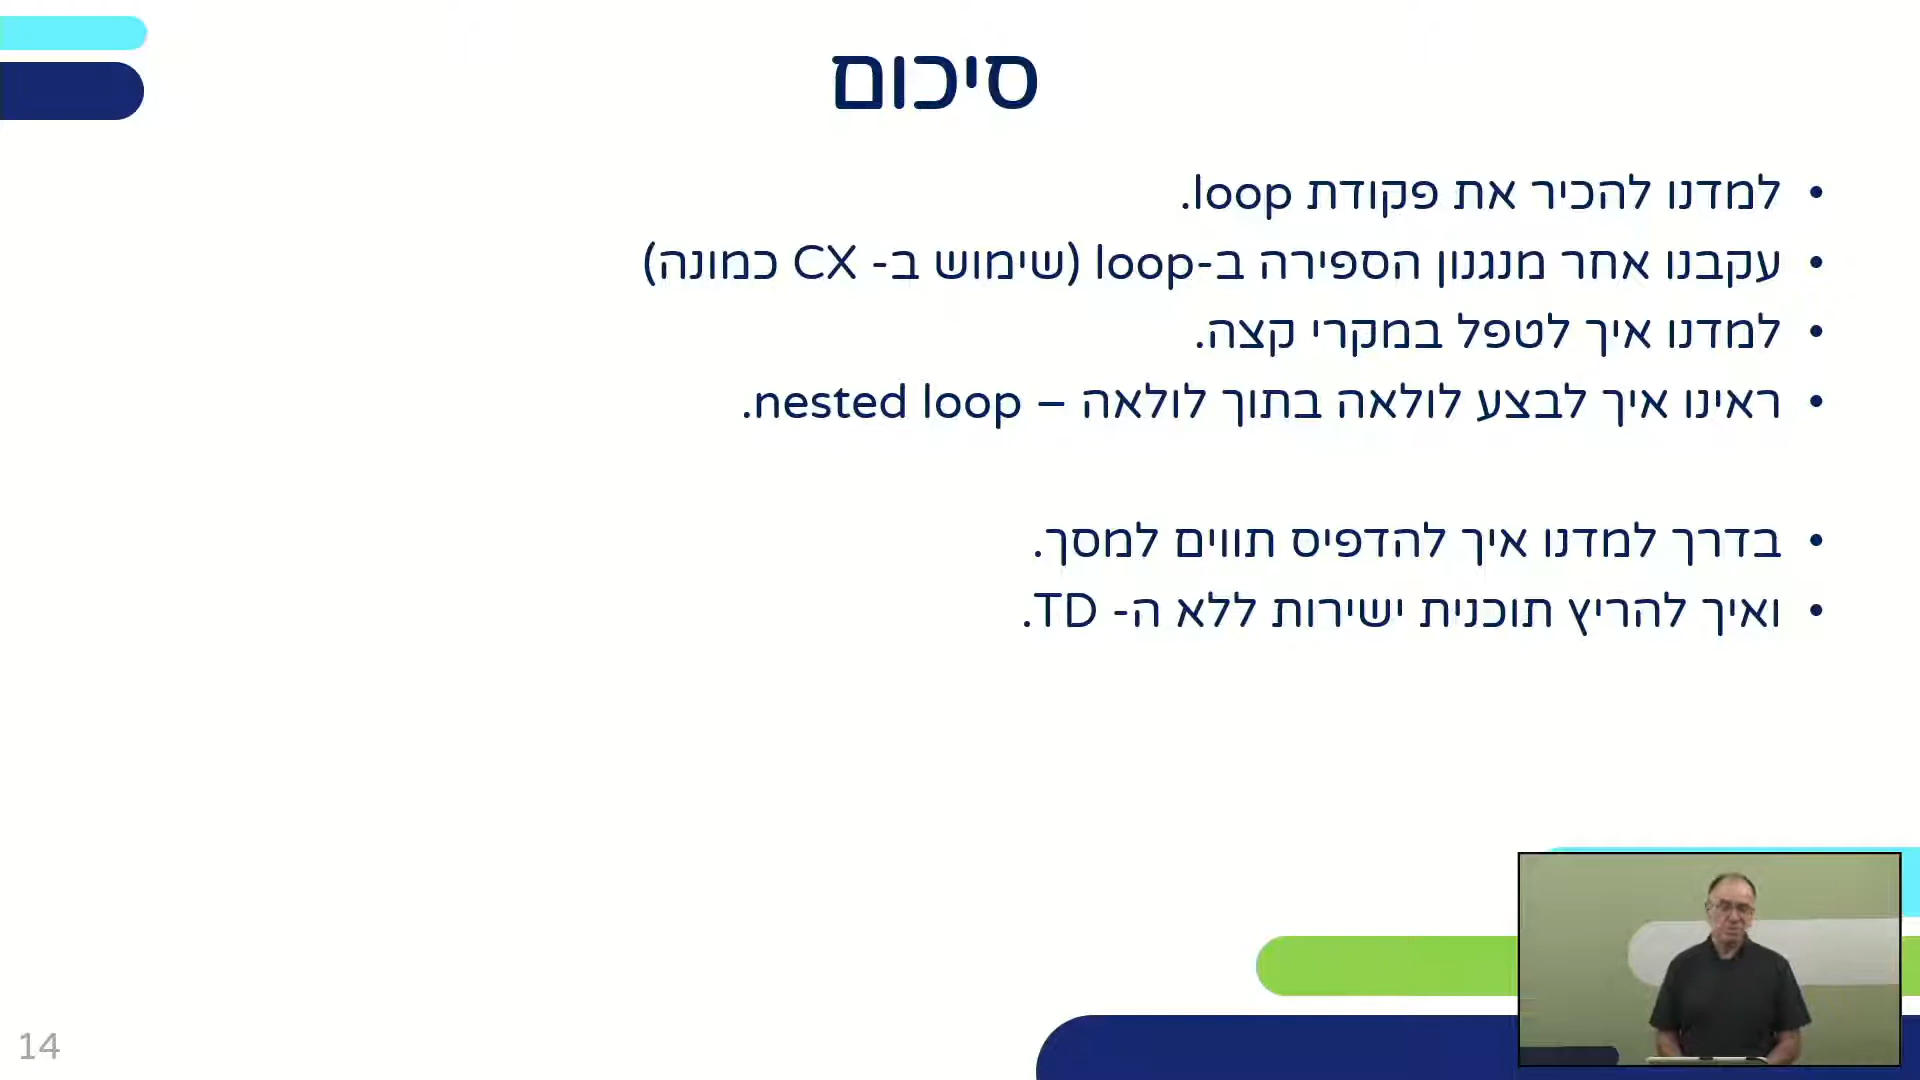 סיכום
למדנו להכיר את פקודת loop.
עקבנו אחר מנגנון הספירה ב-loop (שימוש ב- CX כמונה)
למדנו איך לטפל במקרי קצה.
ראינו איך לבצע לולאה בתוך לולאה – nested loop.
בדרך למדנו איך להדפיס תווים למסך.
ואיך להריץ תוכנית ישירות ללא ה- TD.
14